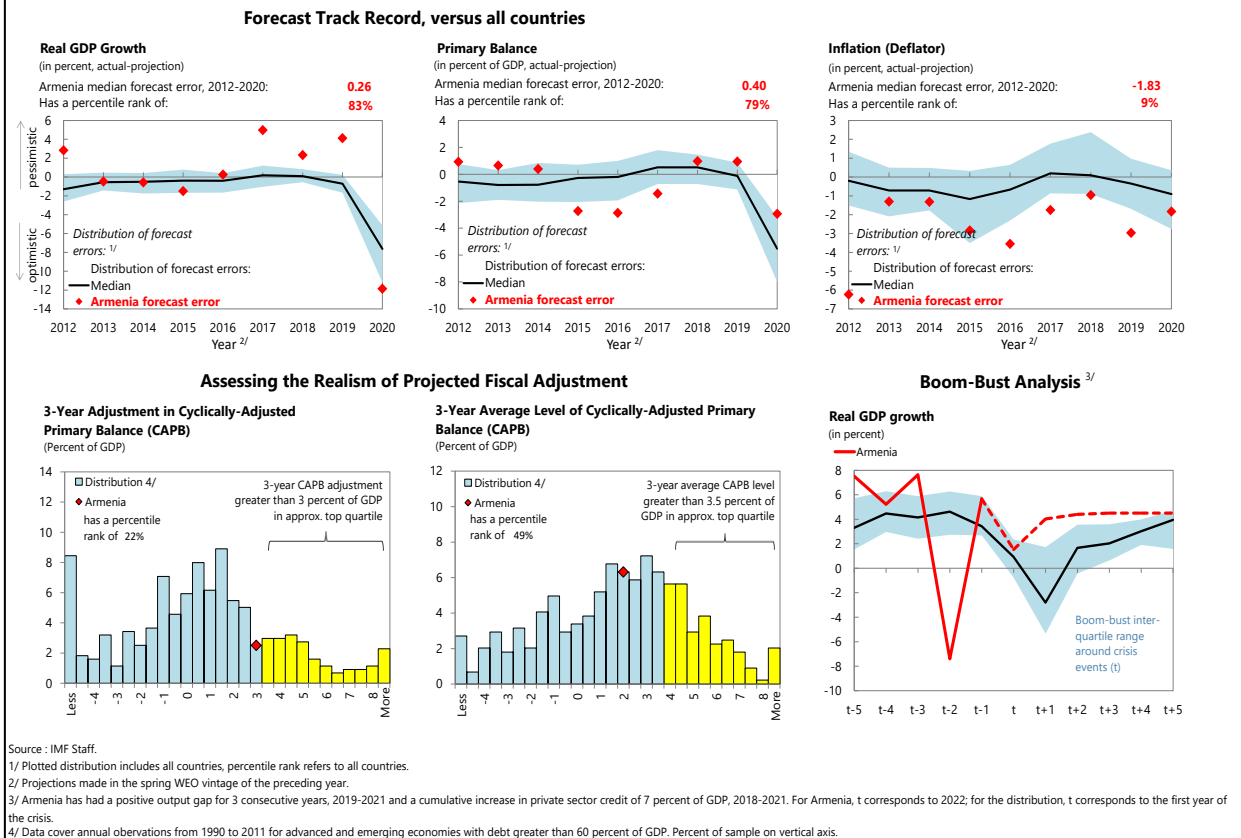 Forecast Track Record, versus all countries
Real GDP Growth
(in percent, actual-projection)
Armenia median forecast error, 2012-2020: 0.26
Has a percentile rank of: 83%
pessimistic
optimistic
6
4
2
0
-2
-4
-6
-8
-10
-12
-14
Distribution of forecast
errors: 1/
Distribution of forecast errors:
Median
Armenia forecast error
2012 2013 2014 2015 2016 2017 2018 2019 2020
Year 2/
Primary Balance
(in percent of GDP, actual-projection)
Armenia median forecast error, 2012-2020: 0.40
Has a percentile rank of: 79%
4
2
0
-2
-4
-6
-8
-10
Distribution of forecast
errors: 1/
Distribution of forecast errors:
Median
Armenia forecast error
2012 2013 2014 2015 2016 2017 2018 2019 2020
Inflation (Deflator)
(in percent, actual-projection)
Armenia median forecast error, 2012-2020: -1.83
Has a percentile rank of: 9%
3
2
1
0
-1
-2
-3
-4
-5
-6
-7
Distribution of forecast
errors: 1/
Distribution of forecast errors:
Median
Armenia forecast error
2012 2013 2014 2015 2016 2017 2018 2019 2020
Year 2/
Assessing the Realism of Projected Fiscal Adjustment
3-Year Adjustment in Cyclically-Adjusted
Primary Balance (CAPB)
(Percent of GDP)
14
12
10
8
6
4
2
0
Distribution 4/
Armenia
has a percentile
rank of 22%
3-year CAPB adjustment
greater than 3 percent of GDP
in approx. top quartile
Less -4 -3 -2 -1 0 1 2 3 4 5 6 7 8 More
3-Year Average Level of Cyclically-Adjusted Primary
Balance (CAPB)
(Percent of GDP)
12
10
8
6
4
2
0
Distribution 4/
Armenia
has a percentile
rank of 49%
3-year average CAPB level
greater than 3.5 percent of
GDP in approx. top quartile
Less -4 -3 -2 -1 0 1 2 3 4 5 6 7 8 More
Boom-Bust Analysis 3/
Real GDP growth
(in percent)
Armenia
8
6
4
2
0
-2
-4
-6
-8
-10
Boom-bust inter-
quartile range
around crisis
events (t)
t-5 t-4 t-3 t-2 t-1 t t+1 t+2 t+3 t+4 t+5
Source : IMF Staff.
1/ Plotted distribution includes all countries, percentile rank refers to all countries.
2/ Projections made in the spring WEO vintage of the preceding year.
3/ Armenia has had a positive output gap for 3 consecutive years, 2019-2021 and a cumulative increase in private sector credit of 7 percent of GDP, 2018-2021. For Armenia, t corresponds to 2022; for the distribution, t corresponds to the first year of
the crisis.
4/ Data cover annual obervations from 1990 to 2011 for advanced and emerging economies with debt greater than 60 percent of GDP. Percent of sample on vertical axis.